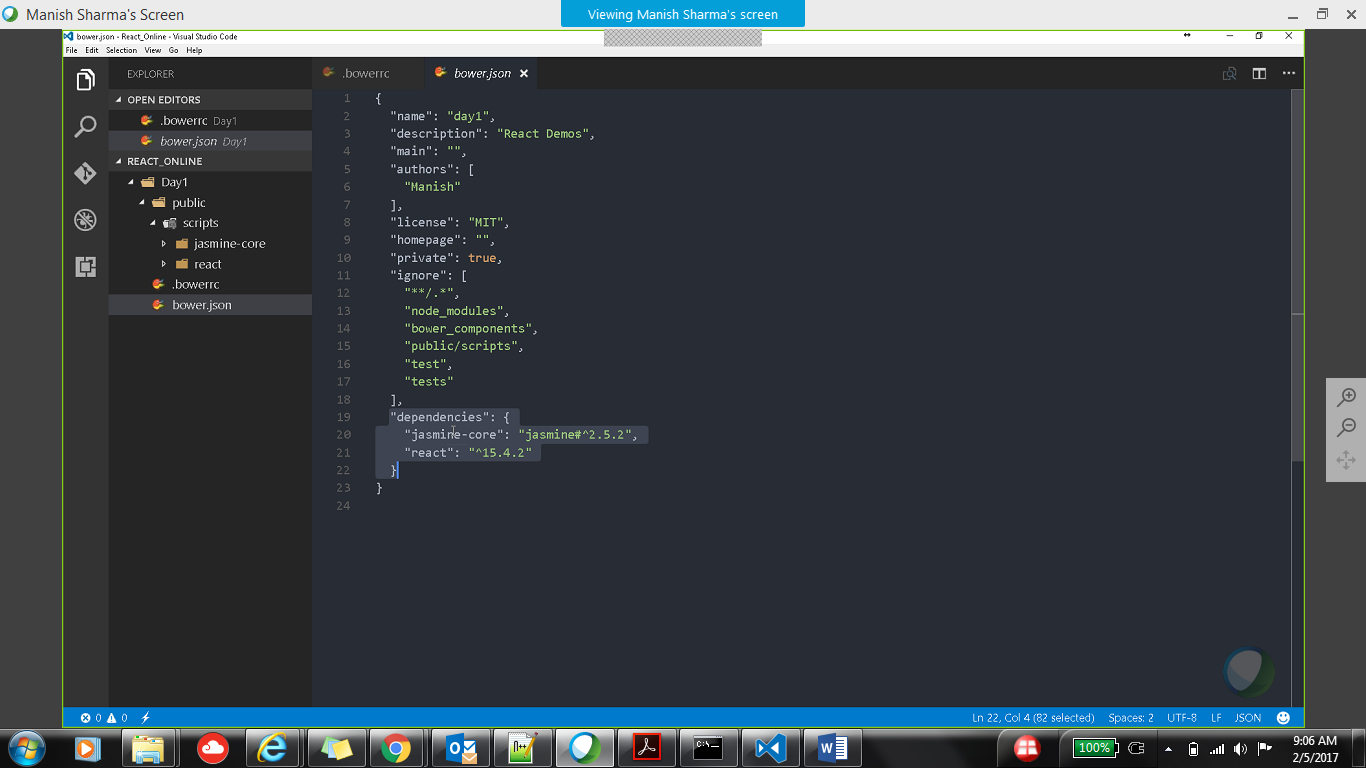 Manish Sharma's Screen
Viewing Manish Sharma's screen
bower.json - React_Online - Visual Studio Code
File Edit Selection View Go Help
EXPLORER
OPEN EDITORS
.bowerrc Day1
bower.json Day1
REACT_ONLINE
Day1
public
scripts
jasmine-core
react
.bowerrc
bower.json
.bowerrc bower.json
1 {
2 "name": "day1",
3 "description": "React Demos",
4 "main": "",
5 "authors": [
6 "Manish"
7 ],
8 "license": "MIT",
9 "homepage": "",
10 "private": true,
11 "ignore": [
12 "**/.*",
13 "node_modules",
14 "bower_components",
15 "public/scripts",
16 "test",
17 "tests"
18 ],
19 "dependencies": {
20 "jasmine-core": "jasmine#^2.5.2",
21 "react": "^15.4.2"
22 }
23 }
24
0 0 Ln 22, Col 4 (82 selected) Spaces: 2 UTF-8 LF JSON
100% 9:06 AM
2/5/2017